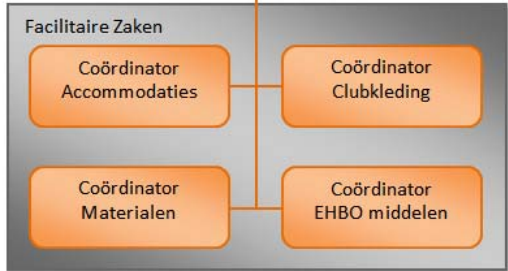 Facilitaire Zaken
Coördinator
Accommodaties
Coördinator
Clubkleding
Coördinator
Materialen
Coördinator
EHBO middelen